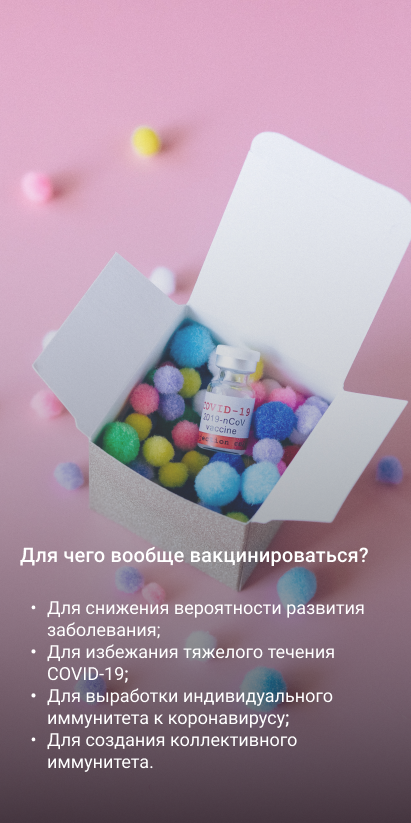 COVID-19
2019-nCoV
vaccine
Для чего вообще вакцинироваться?
• Для снижения вероятности развития
заболевания;
• Для избежания тяжелого течения
COVID-19;
• Для выработки индивидуального
иммунитета к коронавирусу;
• Для создания коллективного
иммунитета.